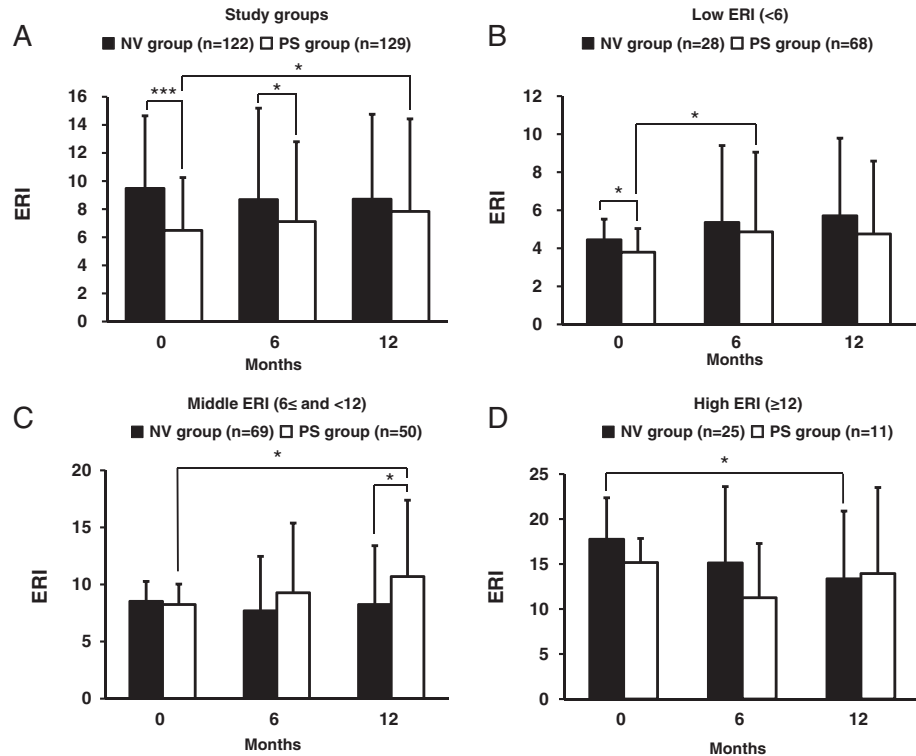 A
Study groups
■ NV group (n=122) □ PS group (n=129)
*
***
*
16
14
12
10
8
6
4
2
0
ERI
0 6 12
Months
B
Low ERI (<6)
■ NV group (n=28) □ PS group (n=68)
*
*
12
10
8
6
4
2
0
ERI
0 6 12
Months
C
Middle ERI (6≤ and <12)
■ NV group (n=69) □ PS group (n=50)
*
*
20
15
10
5
0
ERI
0 6 12
Months
D
High ERI (≥12)
■ NV group (n=25) □ PS group (n=11)
*
25
20
15
10
5
0
ERI
0 6 12
Months